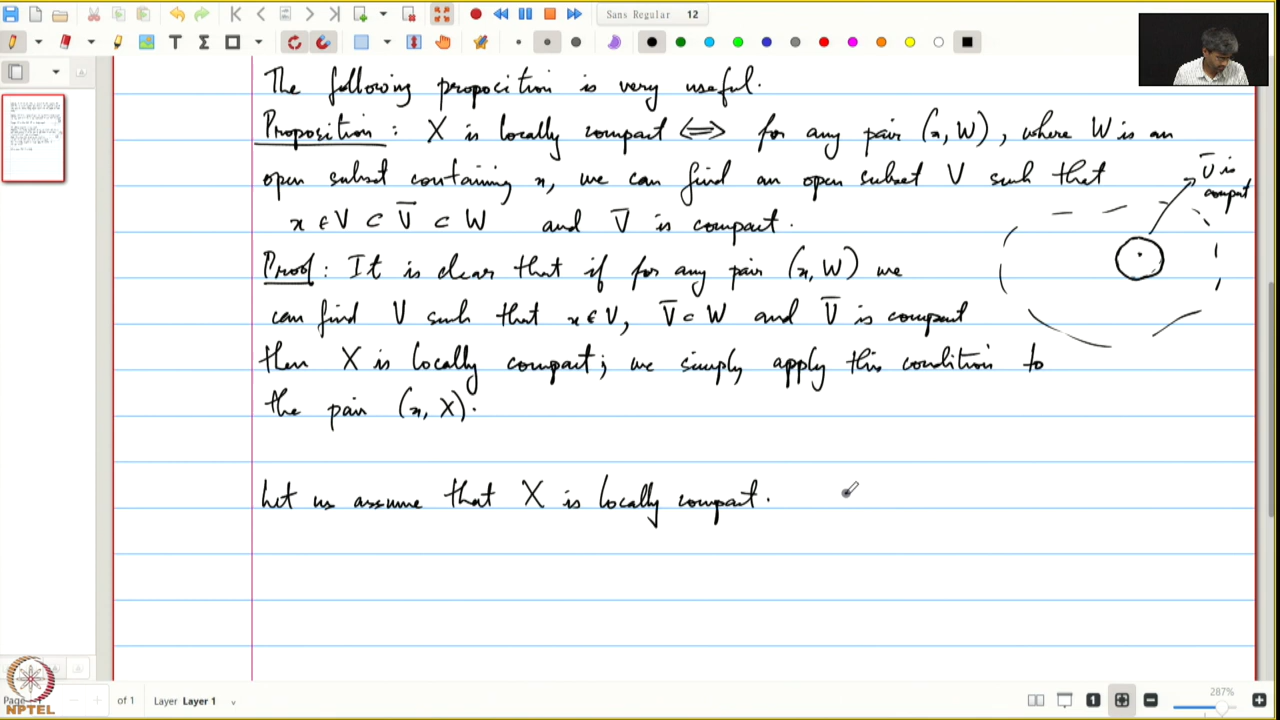 Sans Regular 12
The following proposition is very useful.
Proposition : X is locally compact ⟺ for any pair (x, W), where W is an
open subset containing x, we can find an open subset V such that
x ∈ V ⊂ V̅ ⊂ W and V̅ is compact.
V̅ is
compact
Proof : It is clear that if for any pair (x, W) we
can find V such that x ∈ V, V̅ ⊂ W and V̅ is compact
then X is locally compact; we simply apply this condition to
the pair (x, X).
Let us assume that X is locally compact.
NPTEL
Page
of 1
Layer Layer 1
287%